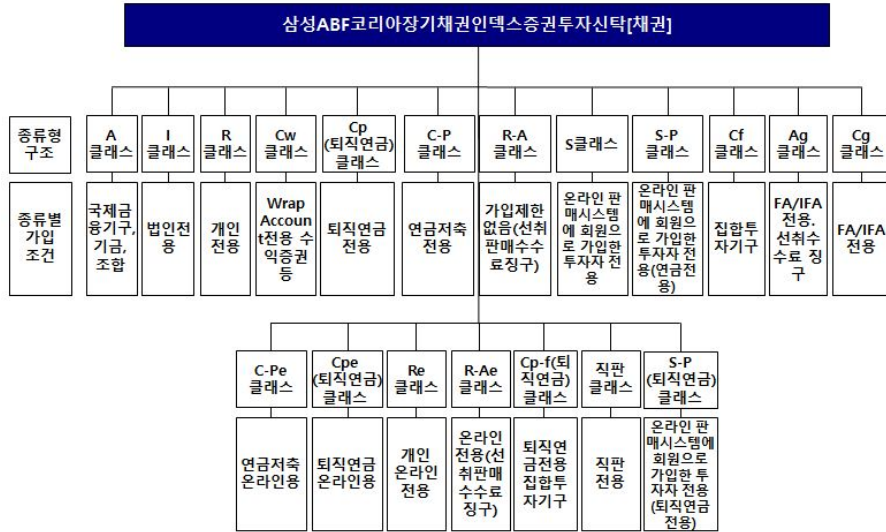 삼성ABF코리아장기채권인덱스증권투자신탁[채권]
종류형
구조
A
클래스
I
클래스
R
클래스
Cw
클래스
Cp
(퇴직연금)
클래스
C-P
클래스
R-A
클래스
S클래스
S-P
클래스
Cf
클래스
Ag
클래스
Cg
클래스
종류별
가입
조건
국제금
융기구,
기금,
조합
법인전
용
개인
전용
Wrap
Accoun
t전용 수
익증권
등
퇴직연금
전용
연금저축
전용
가입제한
없음(선취
판매수수
료징구)
온라인 판
매시스템
에 회원으
로 가입한
투자자 전
용
온라인 판
매시스템
에 회원으
로 가입한
투자자 전
용(연금전
용)
집합투
자기구
FA/IFA
전용.
선취수
수료 징
구
FA/IFA
전용
C-Pe
클래스
Cpe
(퇴직연금)
클래스
Re
클래스
R-Ae
클래스
Cp-f(퇴
직연금)
클래스
직판
클래스
S-P
(퇴직연금)
클래스
연금저축
온라인용
퇴직연금
온라인용
개인
온라인
전용
온라인
전용(선
취판매
수수료
징구)
퇴직연
금전용
집합투
자기구
직판
전용
온라인 판
매시스템에
회원으로
가입한 투
자자 전용
(퇴직연금
전용)